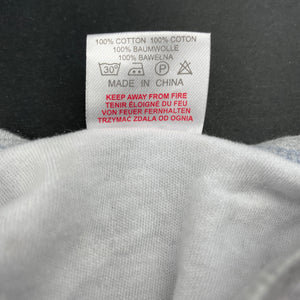 100% COTTON 100% COTON
100% BAUMWOLLE
100% BAWEŁNA
30° P
MADE IN CHINA
KEEP AWAY FROM FIRE
TENIR ÉLOIGNÉ DU FEU
VON FEUER FERNHALTEN
TRZYMAĆ ZDALA OD OGNIA